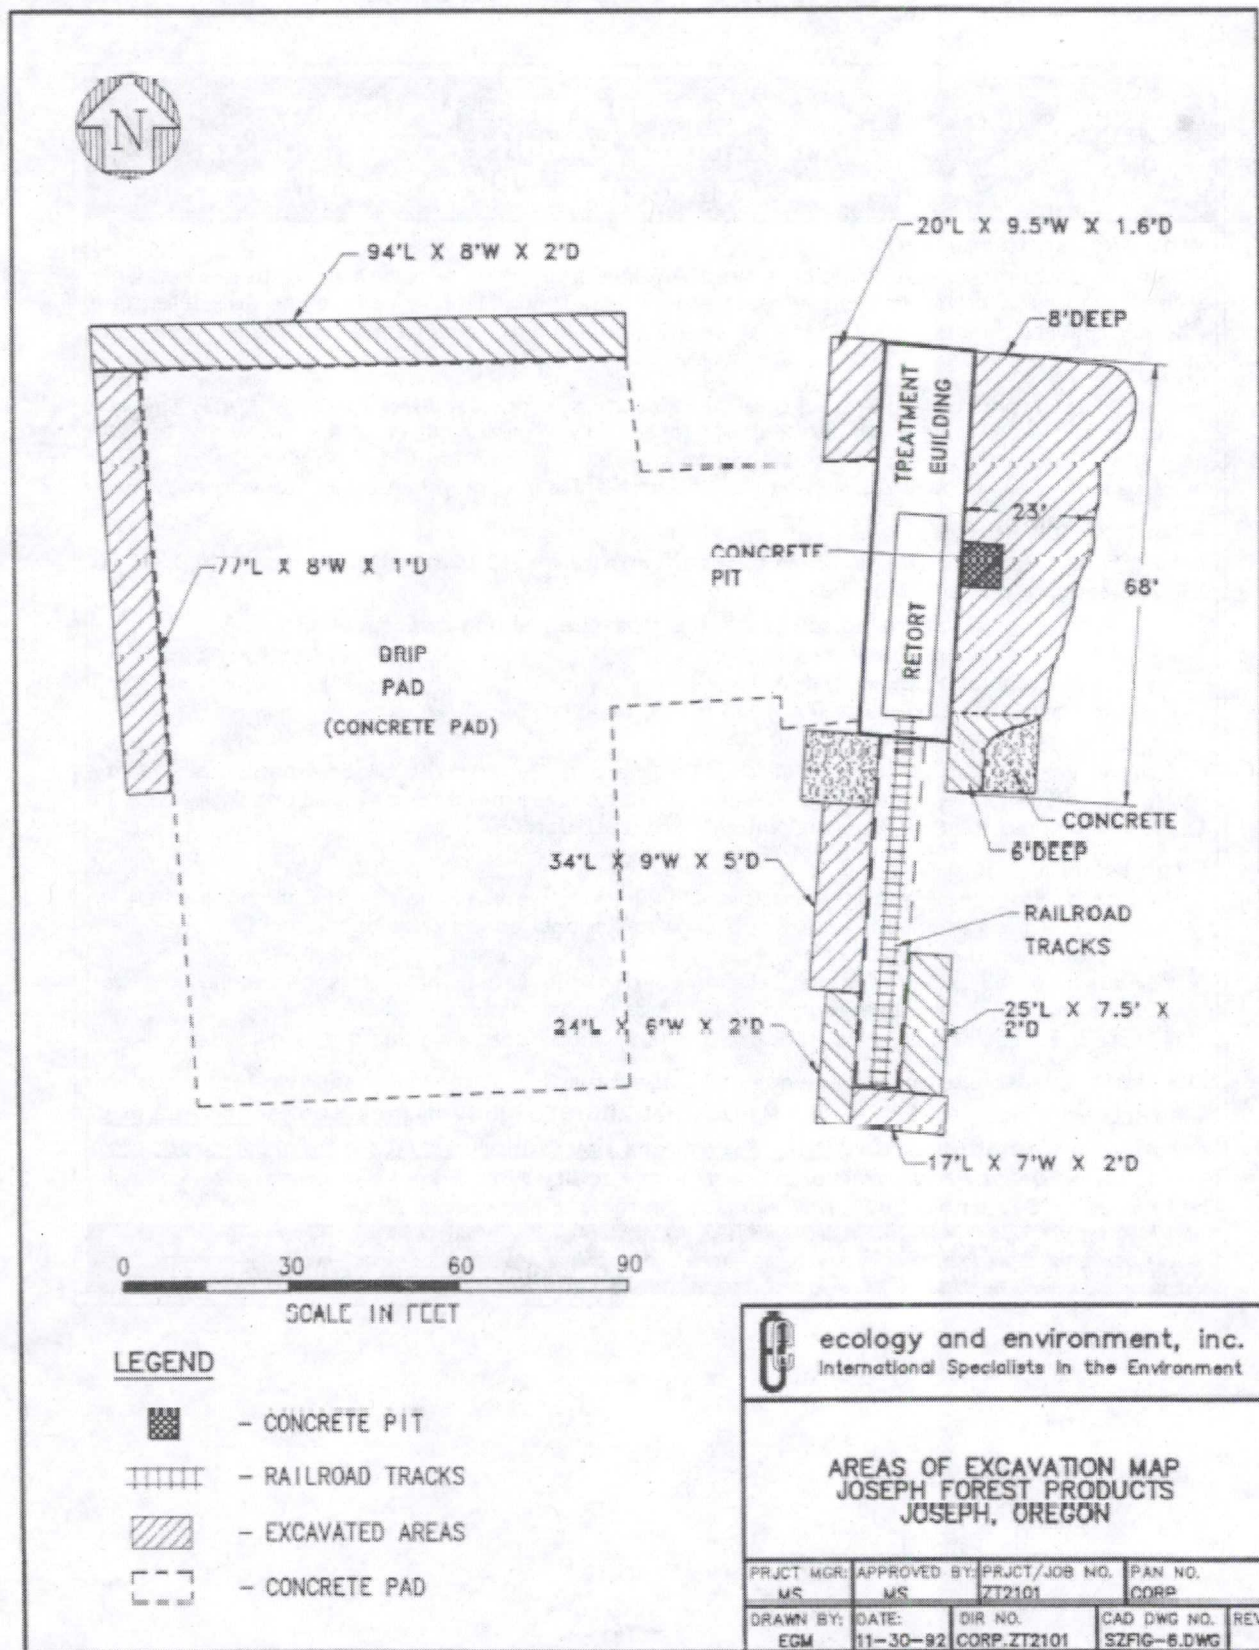 N
94'L X 8'W X 2'D
20'L X 9.5'W X 1.6'D
8'DEEP
TREATMENT
BUILDING
23'
CONCRETE
PIT
68'
77'L X 8'W X 1'D
RETORT
DRIP
PAD
(CONCRETE PAD)
CONCRETE
6'DEEP
34'L X 9'W X 5'D
RAILROAD
TRACKS
24'L X 6'W X 2'D
25'L X 7.5' X
2'D
17'L X 7'W X 2'D
0 30 60 90
SCALE IN FEET
LEGEND
- CONCRETE PIT
- RAILROAD TRACKS
- EXCAVATED AREAS
- CONCRETE PAD
ecology and environment, inc.
International Specialists in the Environment
AREAS OF EXCAVATION MAP
JOSEPH FOREST PRODUCTS
JOSEPH, OREGON
PRJCT MGR: MS
APPROVED BY: MS
PRJCT/JOB NO. ZT2101
PAN NO. CORP
DRAWN BY: EGM
DATE: 11-30-92
DIR NO. CORP.ZT2101
CAD DWG NO. SZFIG-6.DWG
REV